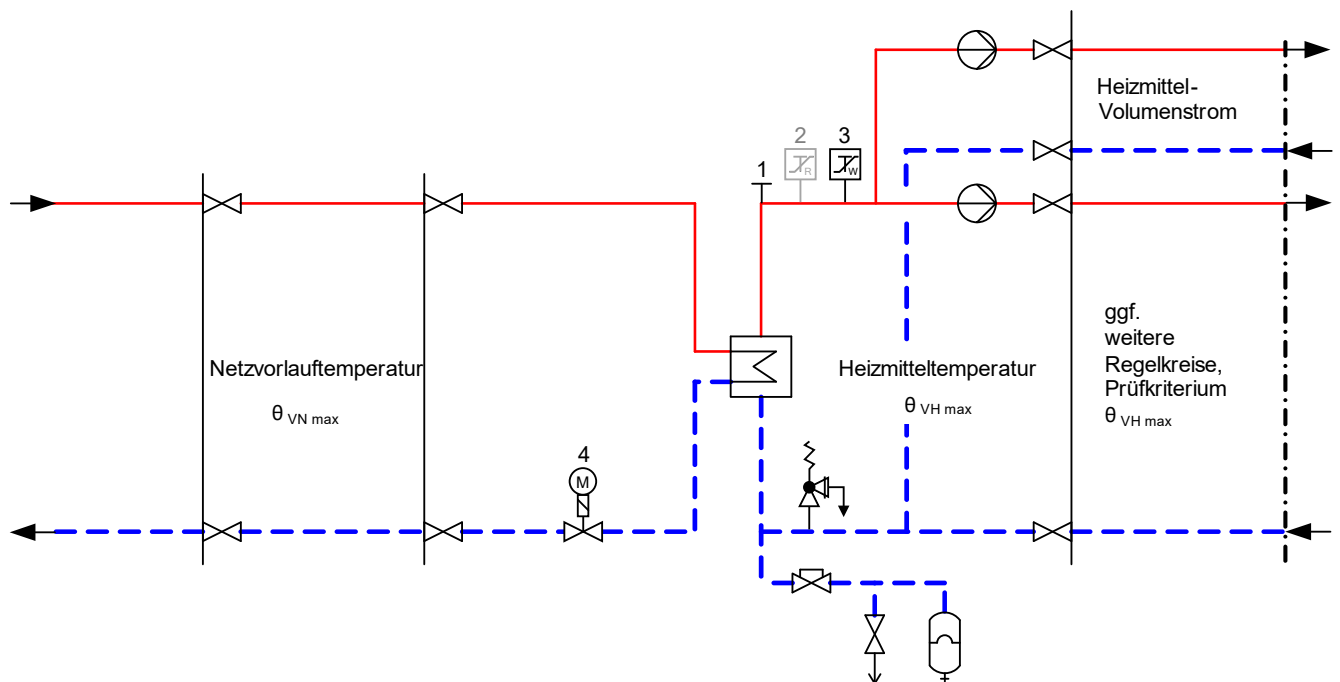 Heizmittel-
Volumenstrom
1
2
R
3
W
Netzvorlauftemperatur
θ VN max
4
M
Heizmitteltemperatur
θ VH max
ggf.
weitere
Regelkreise,
Prüfkriterium
θ VH max